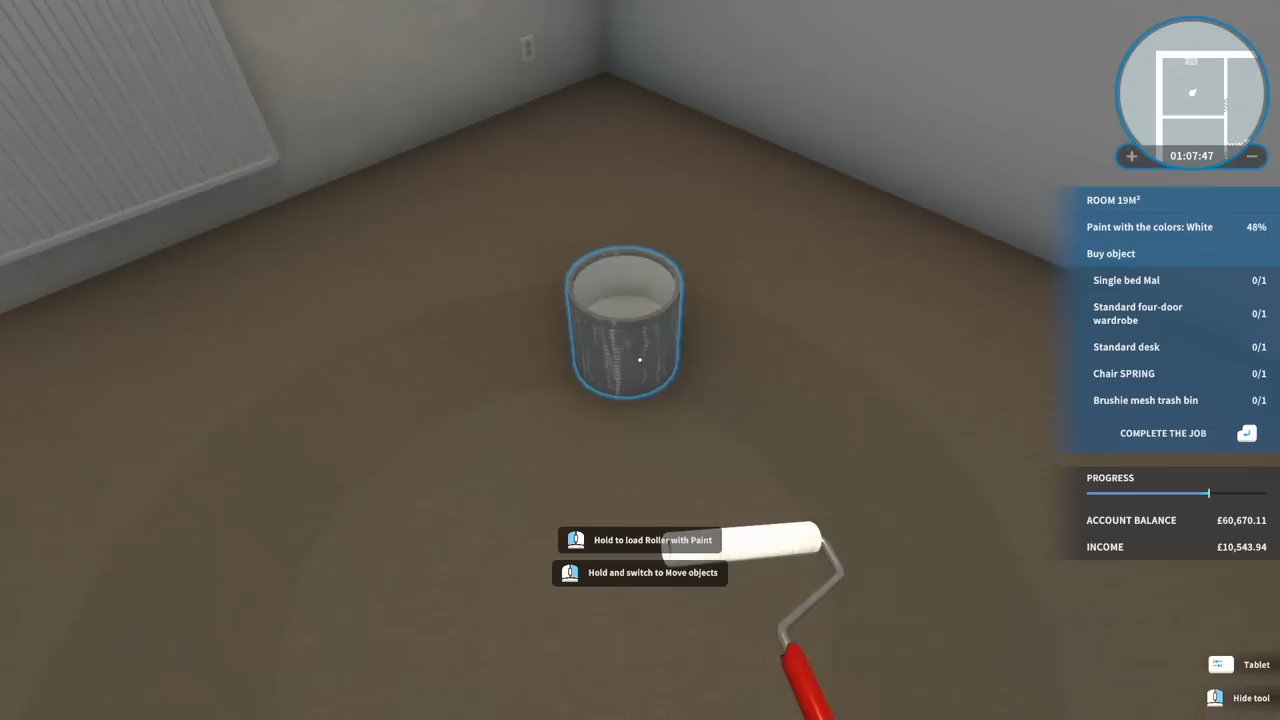 01:07:47
ROOM 19M²
Paint with the colors: White 48%
Buy object
Single bed Mal 0/1
Standard four-door
wardrobe 0/1
Standard desk 0/1
Chair SPRING 0/1
Brushie mesh trash bin 0/1
COMPLETE THE JOB
PROGRESS
ACCOUNT BALANCE £60,670.11
INCOME £10,543.94
Hold to load Roller with Paint
Hold and switch to Move objects
Tablet
Hide tool